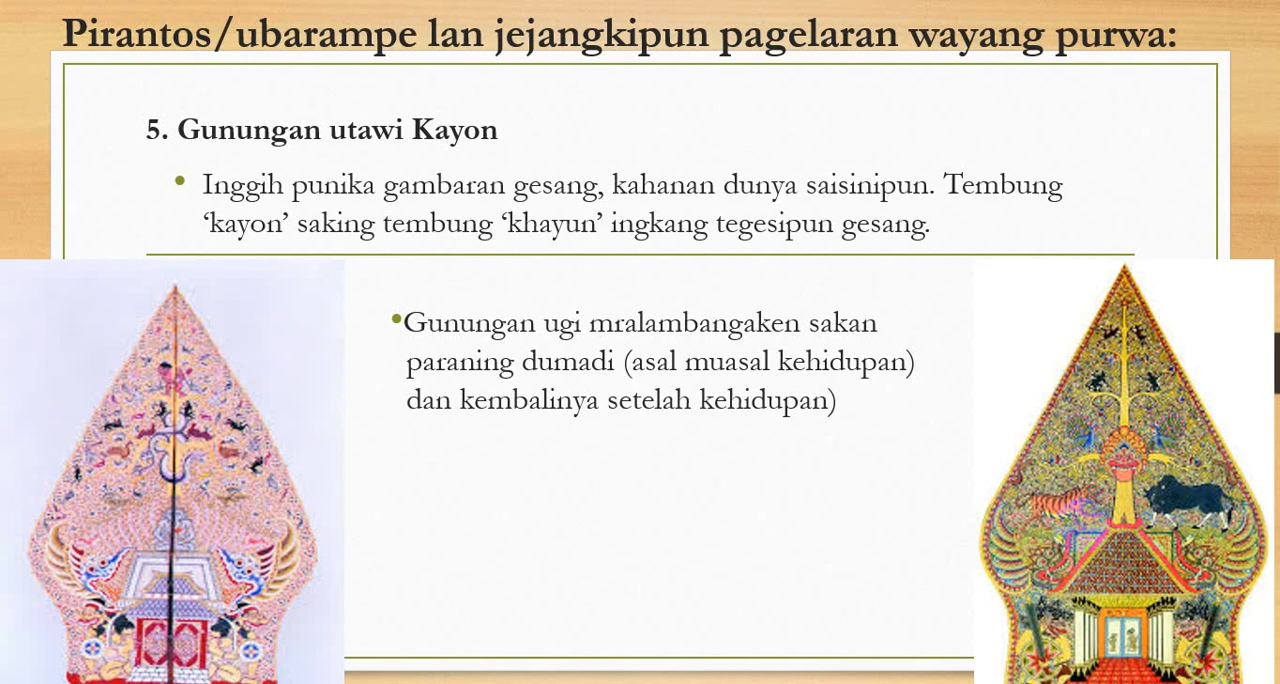 Pirantos/ubarampe lan jejangkipun pagelaran wayang purwa:
5. Gunungan utawi Kayon
• Inggih punika gambaran gesang, kahanan dunya saisinipun. Tembung
‘kayon’ saking tembung ‘khayun’ ingkang tegesipun gesang.
•Gunungan ugi mralambangaken sakan
paraning dumadi (asal muasal kehidupan)
dan kembalinya setelah kehidupan)